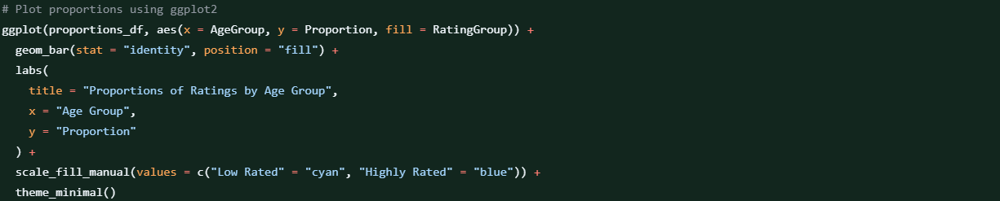 # Plot proportions using ggplot2
ggplot(proportions_df, aes(x = AgeGroup, y = Proportion, fill = RatingGroup)) +
  geom_bar(stat = "identity", position = "fill") +
  labs(
    title = "Proportions of Ratings by Age Group",
    x = "Age Group",
    y = "Proportion"
  ) +
  scale_fill_manual(values = c("Low Rated" = "cyan", "Highly Rated" = "blue")) +
  theme_minimal()